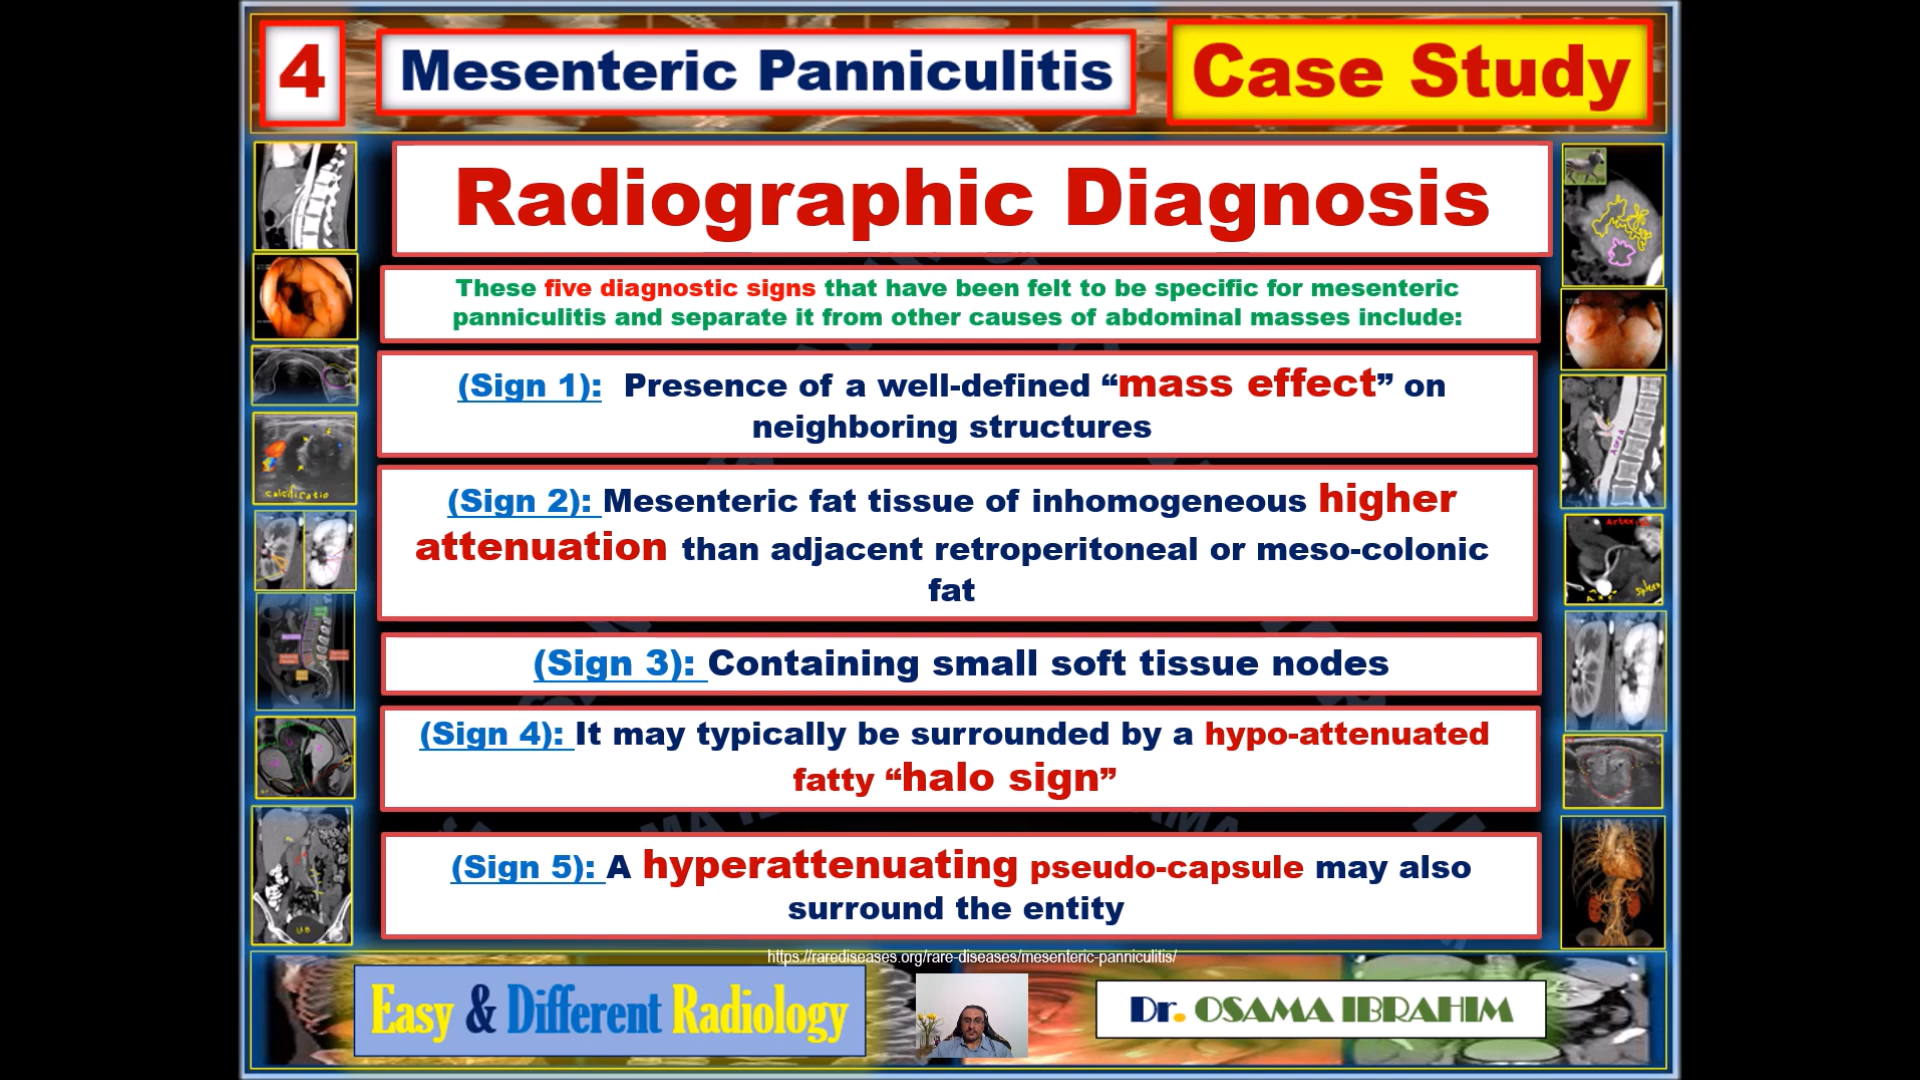 4
Mesenteric Panniculitis
Case Study
Radiographic Diagnosis
These five diagnostic signs that have been felt to be specific for mesenteric
panniculitis and separate it from other causes of abdominal masses include:
(Sign 1): Presence of a well-defined “mass effect” on
neighboring structures
(Sign 2): Mesenteric fat tissue of inhomogeneous higher
attenuation than adjacent retroperitoneal or meso-colonic
fat
(Sign 3): Containing small soft tissue nodes
(Sign 4): It may typically be surrounded by a hypo-attenuated
fatty “halo sign”
(Sign 5): A hyperattenuating pseudo-capsule may also
surround the entity
https://rarediseases.org/rare-diseases/mesenteric-panniculitis/
Easy & Different Radiology
Dr. OSAMA IBRAHIM